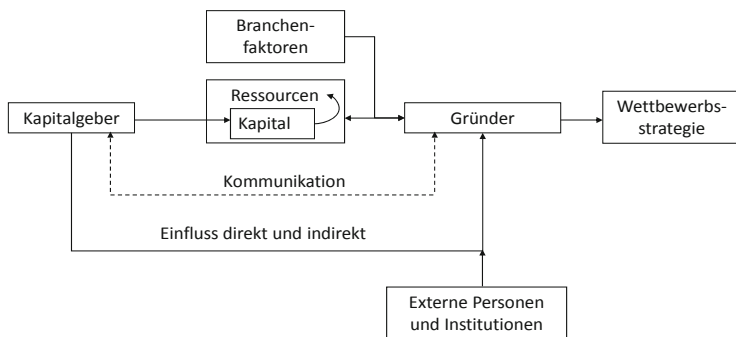 Branchen-
faktoren
Ressourcen
Kapitalgeber
Kapital
Gründer
Wettbewerbs-
strategie
Kommunikation
Einfluss direkt und indirekt
Externe Personen
und Institutionen